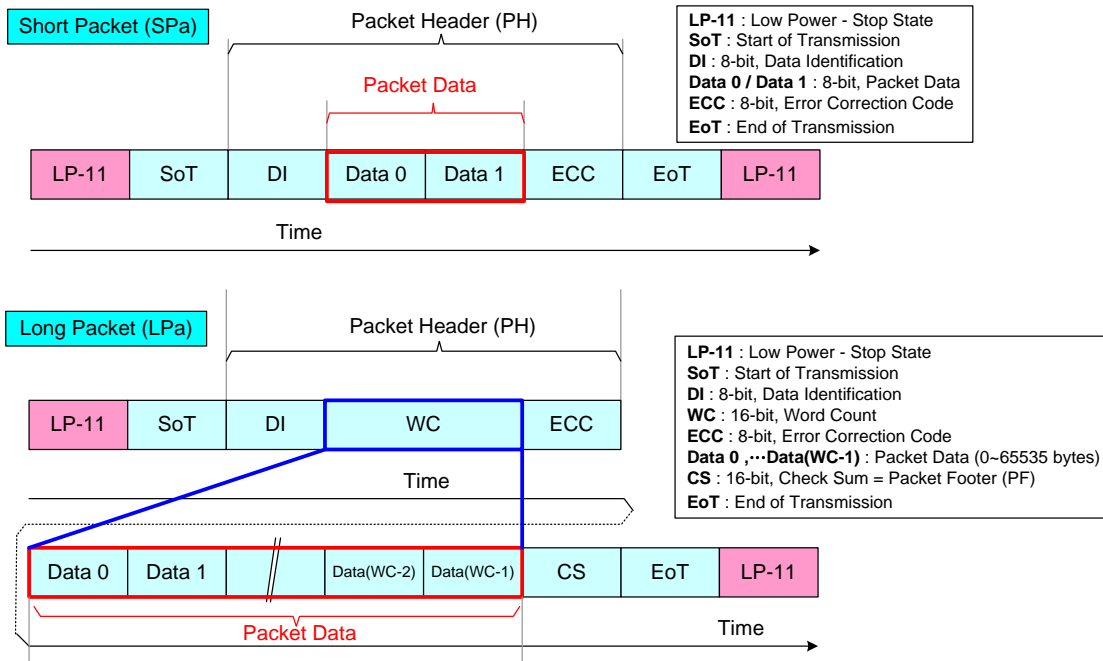 Short Packet (SPa)
Packet Header (PH)
Packet Data
LP-11 : Low Power - Stop State
SoT : Start of Transmission
DI : 8-bit, Data Identification
Data 0 / Data 1 : 8-bit, Packet Data
ECC : 8-bit, Error Correction Code
EoT : End of Transmission
LP-11 SoT DI Data 0 Data 1 ECC EoT LP-11
Time
Long Packet (LPa)
Packet Header (PH)
LP-11 : Low Power - Stop State
SoT : Start of Transmission
DI : 8-bit, Data Identification
WC : 16-bit, Word Count
ECC : 8-bit, Error Correction Code
Data 0 ,···Data(WC-1) : Packet Data (0~65535 bytes)
CS : 16-bit, Check Sum = Packet Footer (PF)
EoT : End of Transmission
LP-11 SoT DI WC ECC
Time
Data 0 Data 1 Data(WC-2) Data(WC-1) CS EoT LP-11
Packet Data
Time